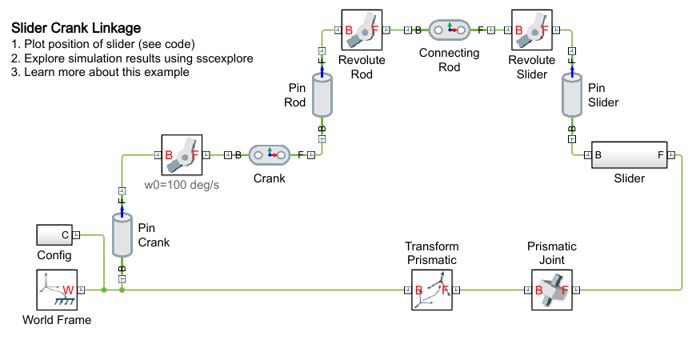 Slider Crank Linkage
1. Plot position of slider (see code)
2. Explore simulation results using sscexplore
3. Learn more about this example
B F
Revolute
Rod
B F
Connecting
Rod
B F
Revolute
Slider
F
Pin
Rod
B
F
Pin
Slider
B
B F
w0=100 deg/s
B F
Crank
B F
Slider
F
Pin
Crank
B
C
Config
W
World Frame
Transform
Prismatic
B F
Prismatic
Joint
B F